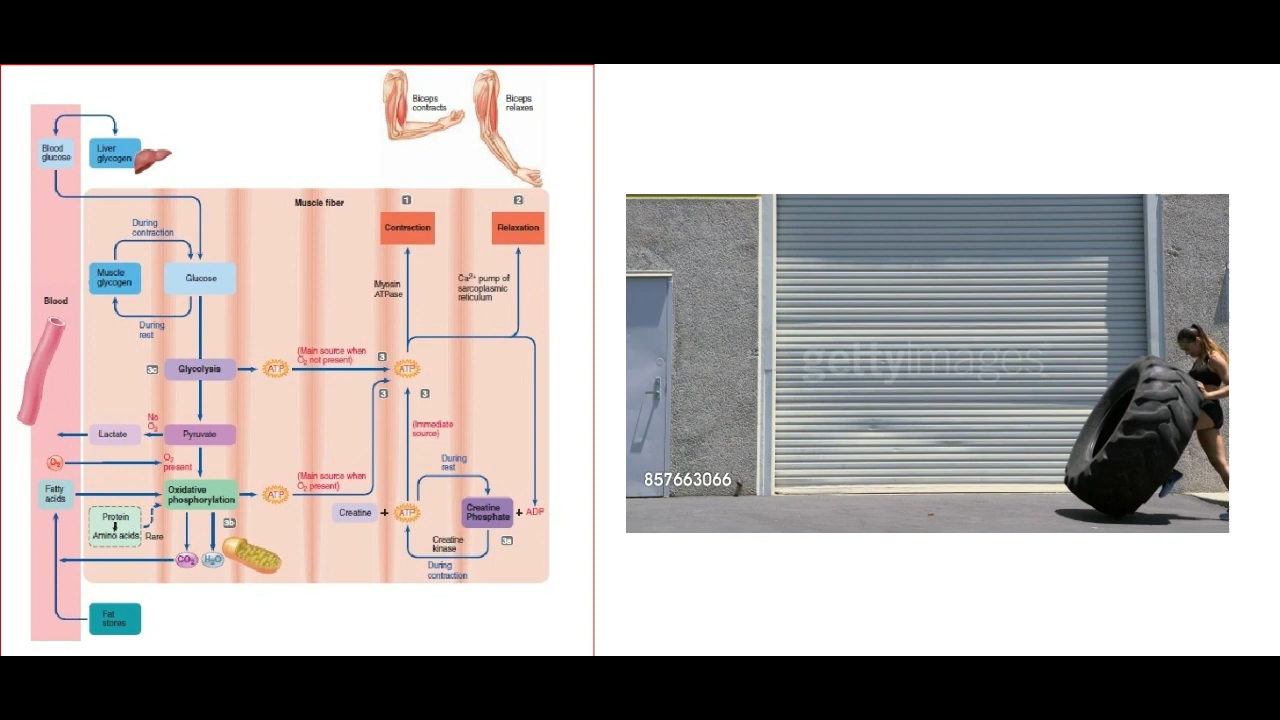 Biceps
contracts
Biceps
relaxes
Blood
glucose
Liver
glycogen
Muscle fiber
1
2
Contraction
Relaxation
During
contraction
Muscle
glycogen
Glucose
Myosin
ATPase
Ca2+ pump of
sarcoplasmic
reticulum
Blood
During
rest
(Main source when
O2 not present)
3
3c
Glycolysis
ATP
ATP
3
3
No
O2
(Immediate
source)
Lactate
Pyruvate
O2
O2
present
During
rest
Fatty
acids
Oxidative
phosphorylation
ATP
(Main source when
O2 present)
Creatine
+
ATP
Creatine
Phosphate
+
ADP
Protein
Amino acids
Rare
3b
Creatine
kinase
3a
CO2
H2O
During
contraction
Fat
stores
gettyimages
857663066